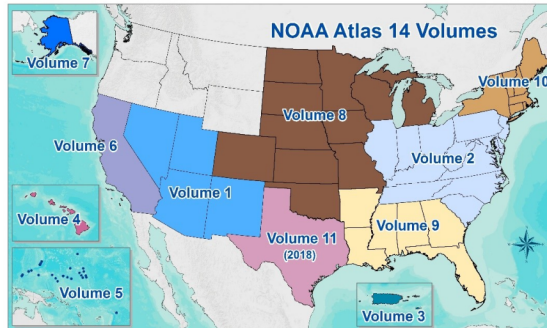 NOAA Atlas 14 Volumes
Volume 7
Volume 10
Volume 8
Volume 6
Volume 2
Volume 1
Volume 4
Volume 9
Volume 11
(2018)
Volume 5
Volume 3